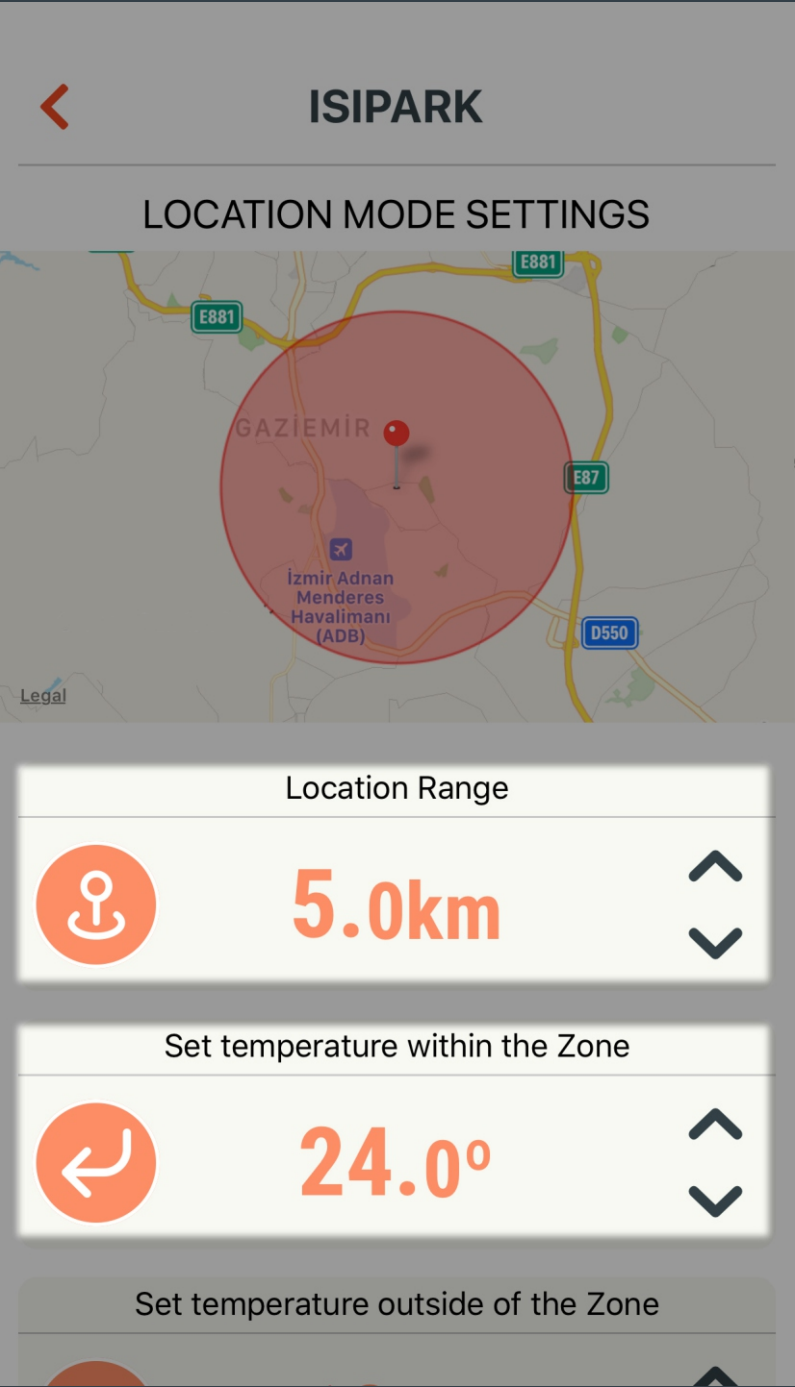 ISIPARK
LOCATION MODE SETTINGS
E881
E881
GAZİEMİR
E87
İzmir Adnan
Menderes
Havalimanı
(ADB)
D550
Legal
Location Range
5.0km
Set temperature within the Zone
24.0º
Set temperature outside of the Zone